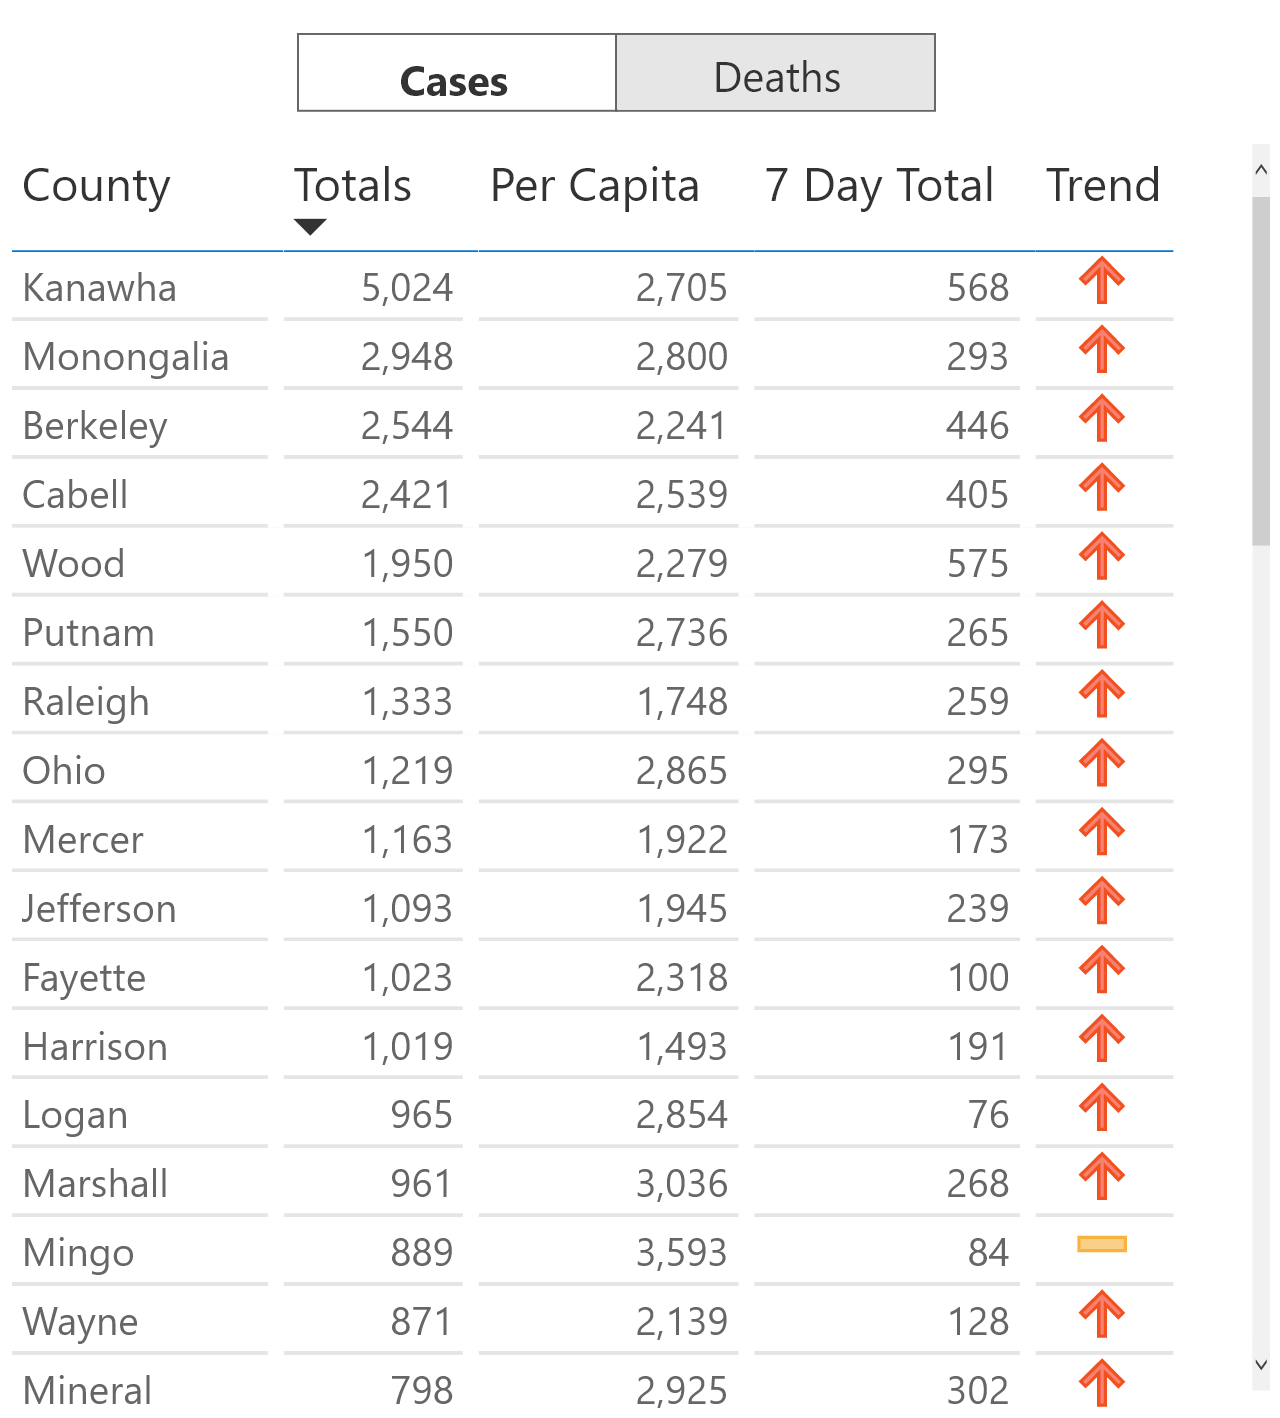 Cases Deaths
County Totals Per Capita 7 Day Total Trend
Kanawha 5,024 2,705 568
Monongalia 2,948 2,800 293
Berkeley 2,544 2,241 446
Cabell 2,421 2,539 405
Wood 1,950 2,279 575
Putnam 1,550 2,736 265
Raleigh 1,333 1,748 259
Ohio 1,219 2,865 295
Mercer 1,163 1,922 173
Jefferson 1,093 1,945 239
Fayette 1,023 2,318 100
Harrison 1,019 1,493 191
Logan 965 2,854 76
Marshall 961 3,036 268
Mingo 889 3,593 84
Wayne 871 2,139 128
Mineral 798 2,925 302